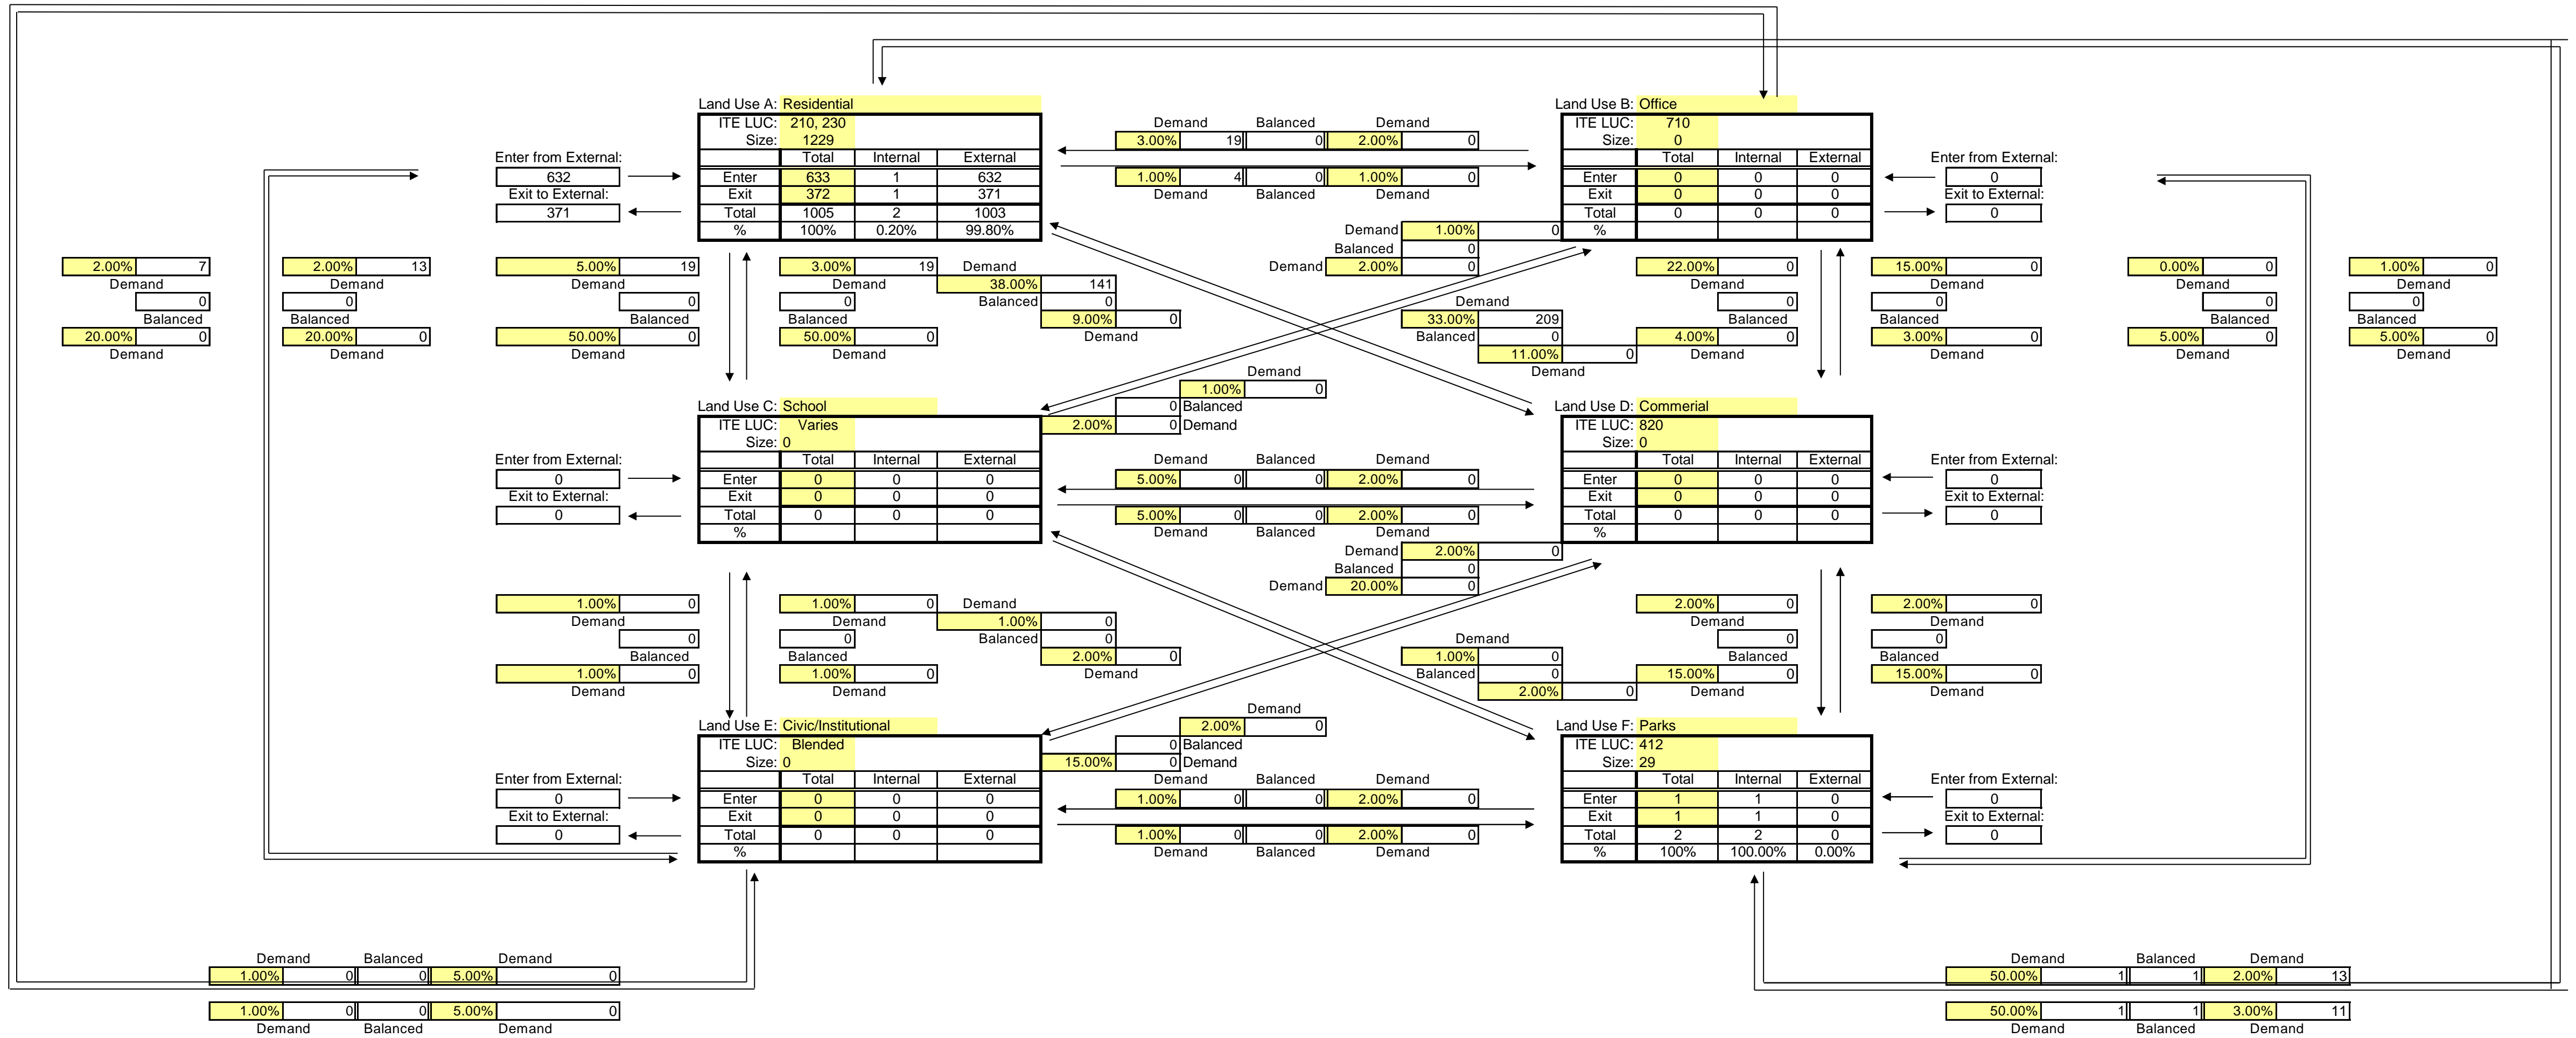 Land Use A: Residential
ITE LUC: 210, 230
Size: 1229
Total Internal External
Enter 633 1 632
Exit 372 1 371
Total 1005 2 1003
% 100% 0.20% 99.80%
Enter from External:
632
Exit to External:
371
Demand Balanced Demand
3.00% 19 0 2.00% 0
1.00% 4 0 1.00% 0
Demand Balanced Demand
Land Use B: Office
ITE LUC: 710
Size: 0
Total Internal External
Enter 0 0 0
Exit 0 0 0
Total 0 0 0
%
Enter from External:
0
Exit to External:
0
Demand 1.00% 0
Balanced 0
Demand 2.00% 0
2.00% 7
Demand
0
Balanced
20.00% 0
Demand
2.00% 13
Demand
0
Balanced
20.00% 0
Demand
5.00% 19
Demand
0
Balanced
50.00% 0
Demand
3.00% 19
Demand
0
Balanced
50.00% 0
Demand
Demand
38.00% 141
Balanced 0
9.00% 0
Demand
Demand
33.00% 209
Balanced 0
11.00% 0
Demand
22.00% 0
Demand
0
Balanced
4.00% 0
Demand
15.00% 0
Demand
0
Balanced
3.00% 0
Demand
0.00% 0
Demand
0
Balanced
5.00% 0
Demand
1.00% 0
Demand
0
Balanced
5.00% 0
Demand
Demand
1.00% 0
0 Balanced
2.00% 0 Demand
Land Use C: School
ITE LUC: Varies
Size: 0
Total Internal External
Enter 0 0 0
Exit 0 0 0
Total 0 0 0
%
Enter from External:
0
Exit to External:
0
Demand Balanced Demand
5.00% 0 0 2.00% 0
5.00% 0 0 2.00% 0
Demand Balanced Demand
Land Use D: Commerial
ITE LUC: 820
Size: 0
Total Internal External
Enter 0 0 0
Exit 0 0 0
Total 0 0 0
%
Enter from External:
0
Exit to External:
0
Demand 2.00% 0
Balanced 0
Demand 20.00% 0
1.00% 0
Demand
0
Balanced
1.00% 0
Demand
1.00% 0
Demand
0
Balanced
1.00% 0
Demand
Demand
1.00% 0
Balanced 0
2.00% 0
Demand
Demand
1.00% 0
Balanced 0
2.00% 0
2.00% 0
Demand
0
Balanced
15.00% 0
Demand
2.00% 0
Demand
0
Balanced
15.00% 0
Demand
Demand
2.00% 0
0 Balanced
15.00% 0 Demand
Land Use E: Civic/Institutional
ITE LUC: Blended
Size: 0
Total Internal External
Enter 0 0 0
Exit 0 0 0
Total 0 0 0
%
Enter from External:
0
Exit to External:
0
Demand Balanced Demand
1.00% 0 0 2.00% 0
1.00% 0 0 2.00% 0
Demand Balanced Demand
Land Use F: Parks
ITE LUC: 412
Size: 29
Total Internal External
Enter 1 1 0
Exit 1 1 0
Total 2 2 0
% 100% 100.00% 0.00%
Enter from External:
0
Exit to External:
0
Demand Balanced Demand
1.00% 0 0 5.00% 0
1.00% 0 0 5.00% 0
Demand Balanced Demand
Demand Balanced Demand
50.00% 1 1 2.00% 13
50.00% 1 1 3.00% 11
Demand Balanced Demand